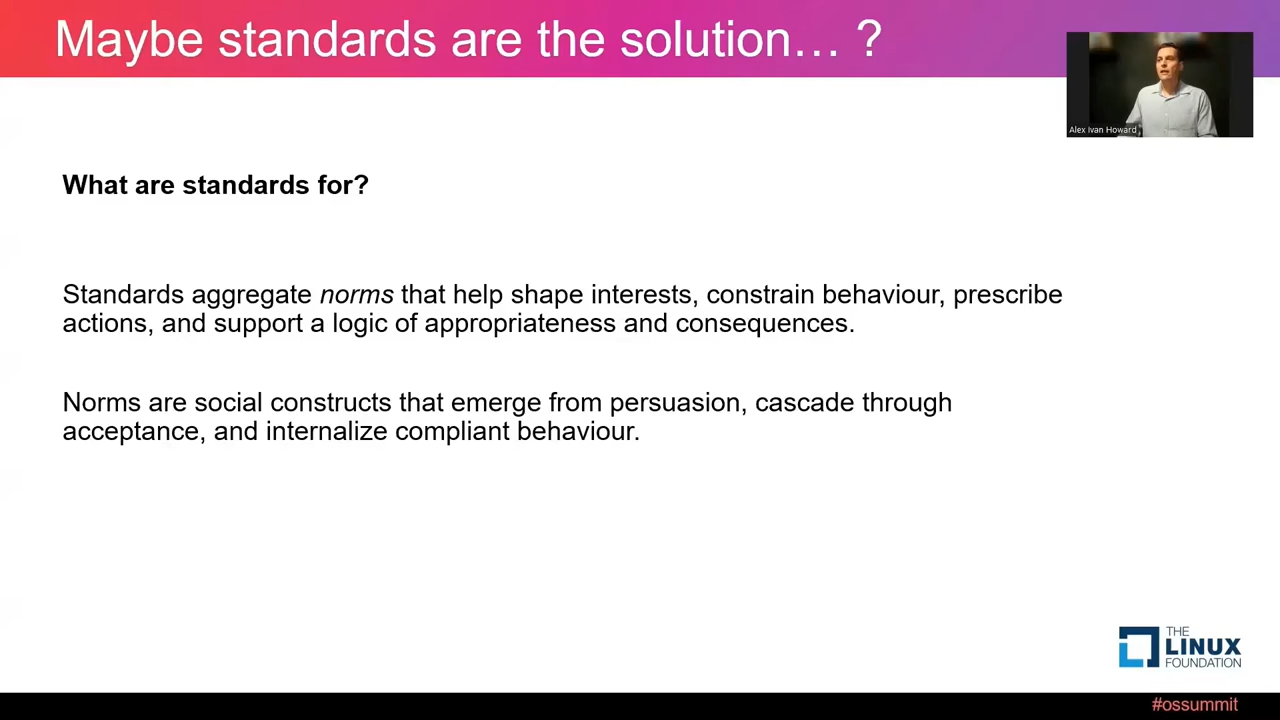 Maybe standards are the solution… ?
Alex Ivan Howard
What are standards for?
Standards aggregate norms that help shape interests, constrain behaviour, prescribe
actions, and support a logic of appropriateness and consequences.
Norms are social constructs that emerge from persuasion, cascade through
acceptance, and internalize compliant behaviour.
THE
LINUX
FOUNDATION
#ossummit